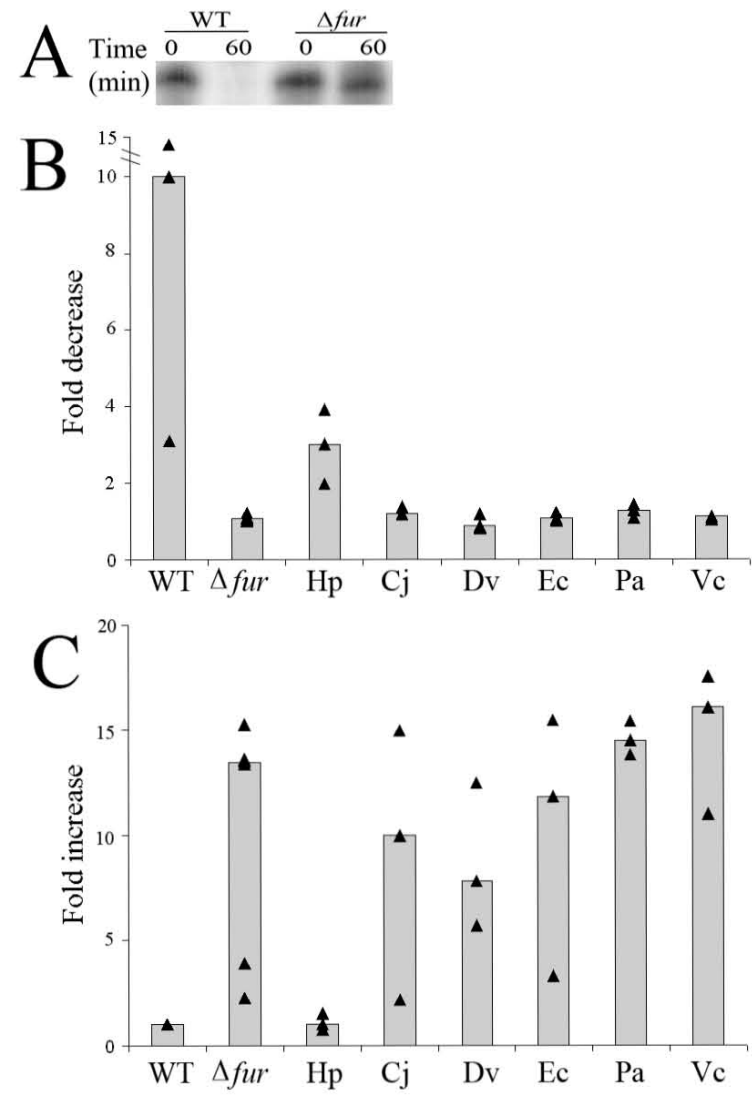 A
WT Δfur
Time 0 60 0 60
(min)
B
15
10
8
6
4
2
0
Fold decrease
WT Δfur Hp Cj Dv Ec Pa Vc
C
20
15
10
5
0
Fold increase
WT Δfur Hp Cj Dv Ec Pa Vc